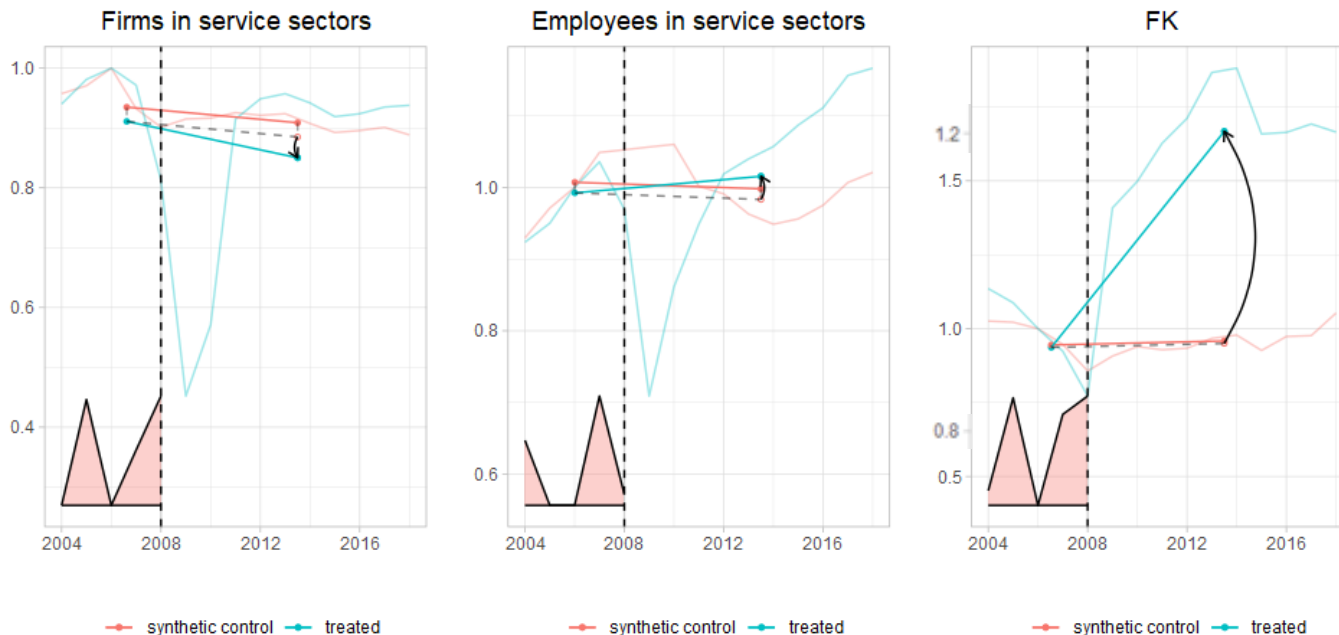 Firms in service sectors
Employees in service sectors
FK
1.0
0.8
0.6
0.4
2004 2008 2012 2016
1.0
0.8
0.6
2004 2008 2012 2016
1.2
1.5
1.0
0.8
0.5
2004 2008 2012 2016
synthetic control treated
synthetic control treated
synthetic control treated